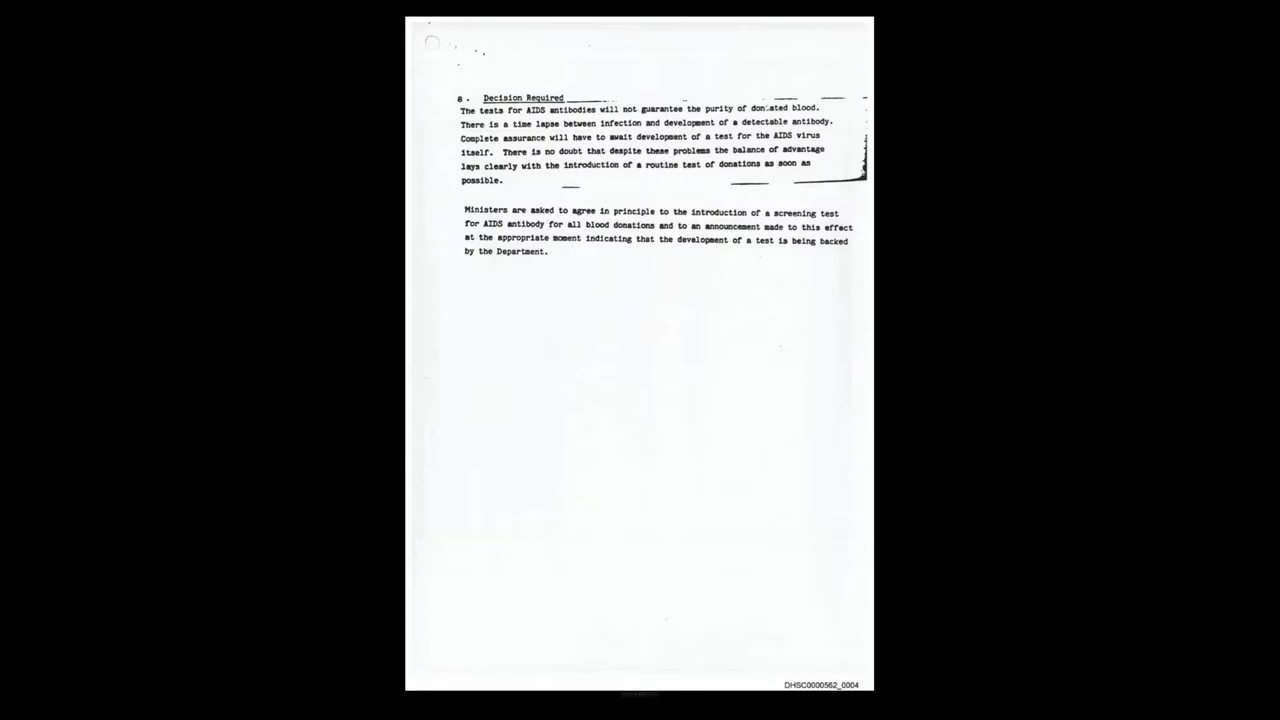 6. Decision Required
The tests for AIDS antibodies will not guarantee the purity of donated blood.
There is a time lapse between infection and development of a detectable antibody.
Complete assurance will have to await development of a test for the AIDS virus
itself. There is no doubt that despite these problems the balance of advantage
lays clearly with the introduction of a routine test of donations as soon as
possible.
Ministers are asked to agree in principle to the introduction of a screening test
for AIDS antibody for all blood donations and to an announcement made to this effect
at the appropriate moment indicating that the development of a test is being backed
by the Department.
DHSC0000562_0004